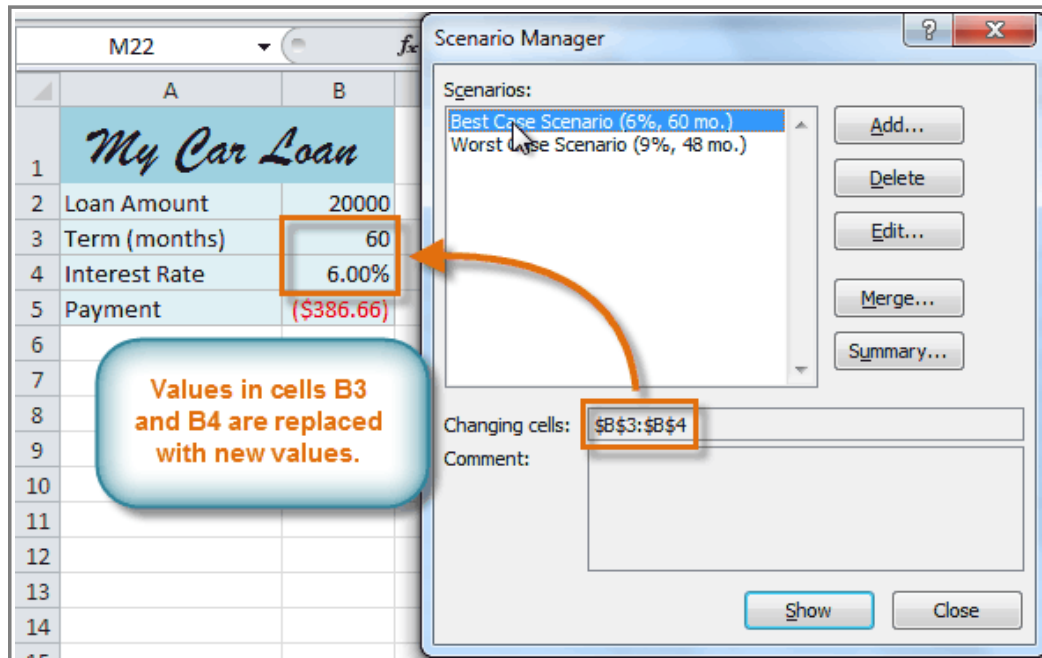 M22
fx
A B
1 My Car Loan
2 Loan Amount 20000
3 Term (months) 60
4 Interest Rate 6.00%
5 Payment ($386.66)
6
7
8
9
10
11
12
13
14
15
Values in cells B3
and B4 are replaced
with new values.
Scenario Manager
? X
Scenarios:
Best Case Scenario (6%, 60 mo.)
Worst Case Scenario (9%, 48 mo.)
Add...
Delete
Edit...
Merge...
Summary...
Changing cells: $B$3:$B$4
Comment:
Show Close